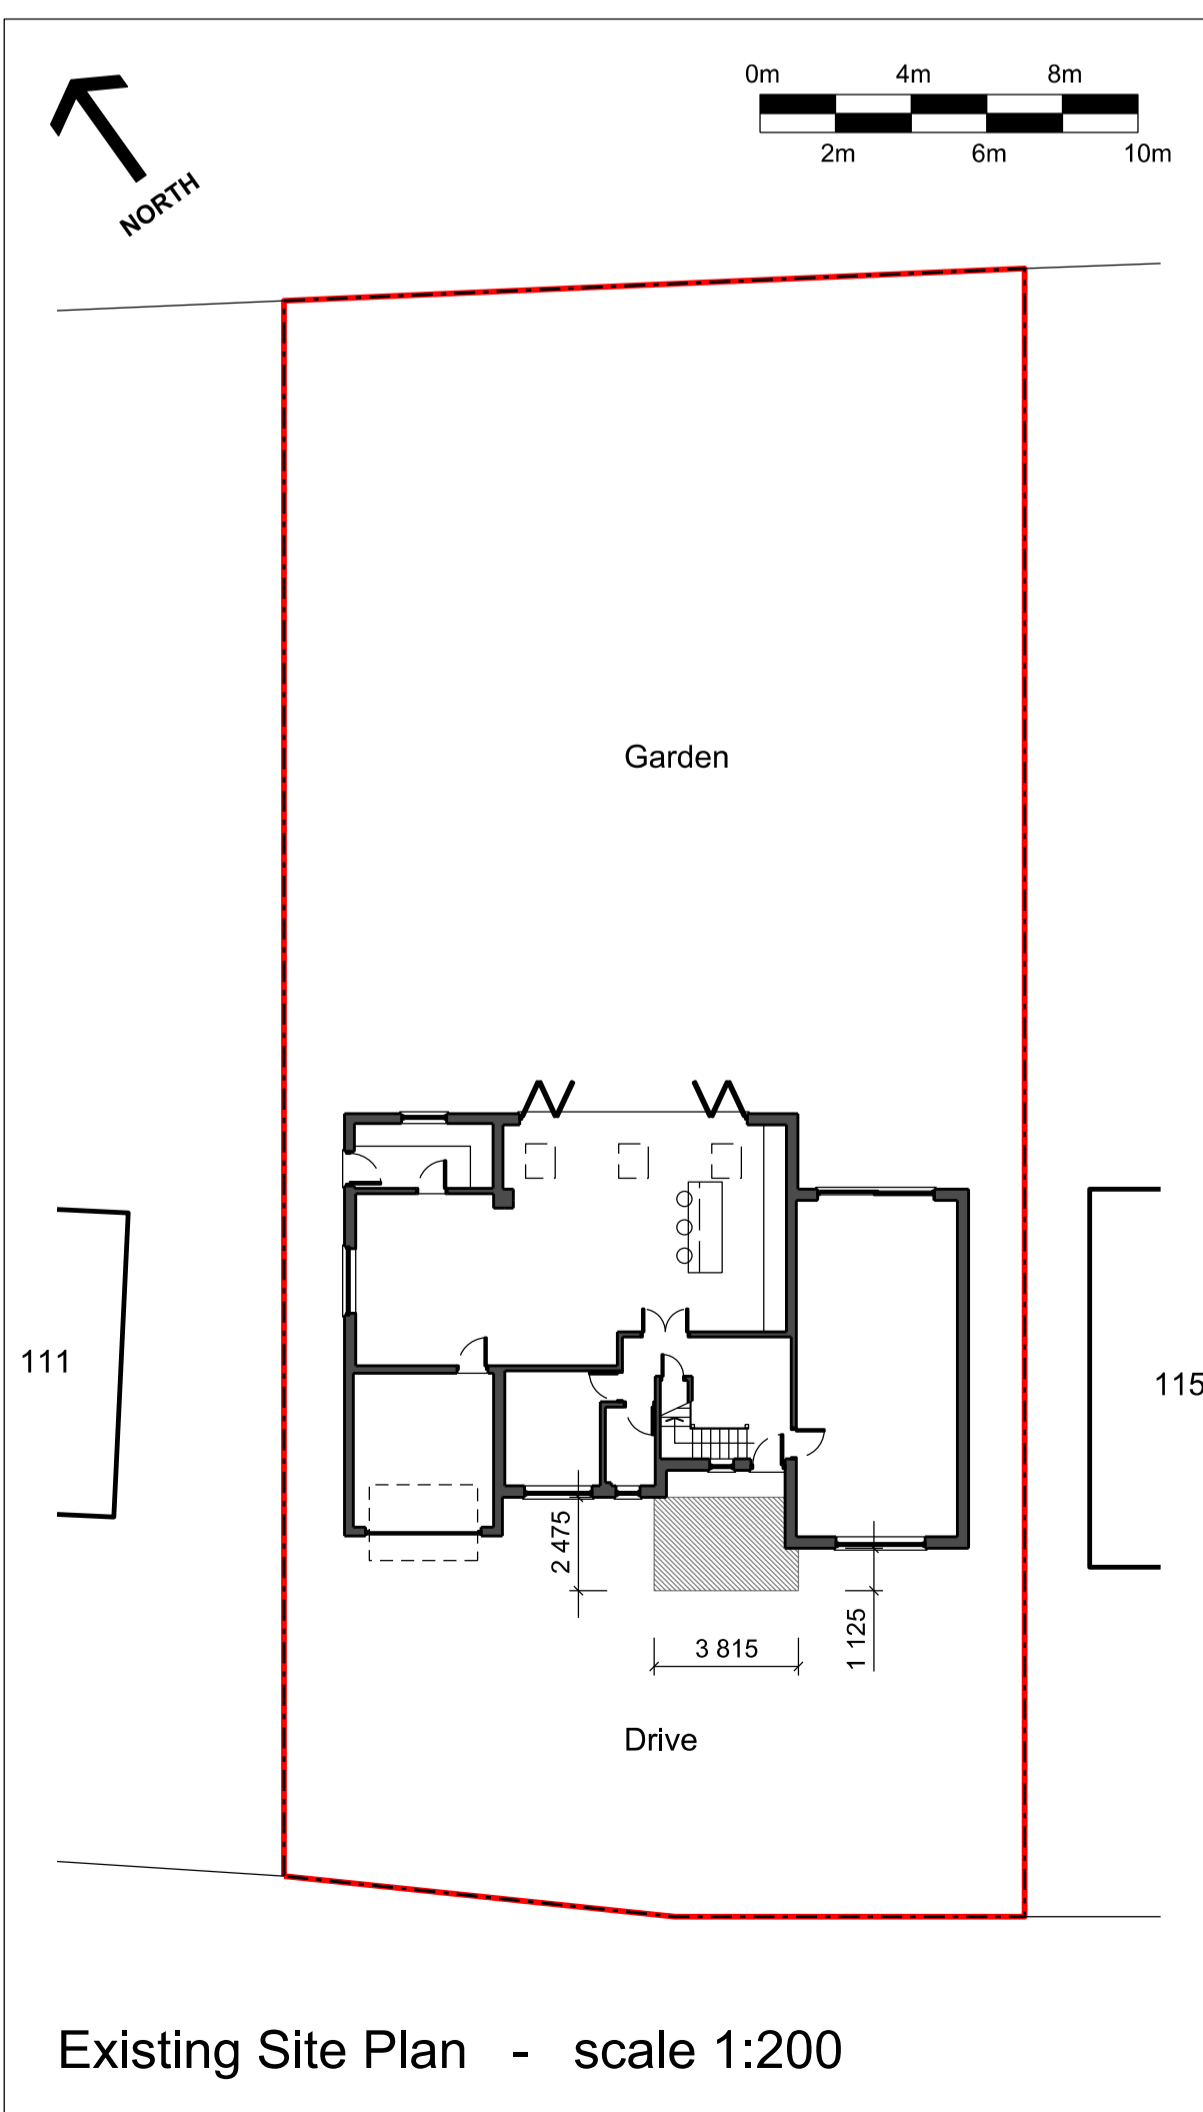 0m 4m 8m
2m 6m 10m
NORTH
Garden
111
115
2 475
3 815
1 125
Drive
Existing Site Plan - scale 1:200